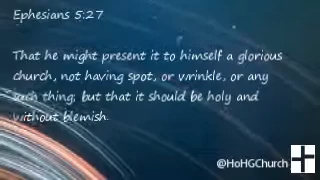 Ephesians 5:27
That he might present it to himself a glorious
church, not having spot, or wrinkle, or any
such thing; but that it should be holy and
without blemish.
@HoHGChurch